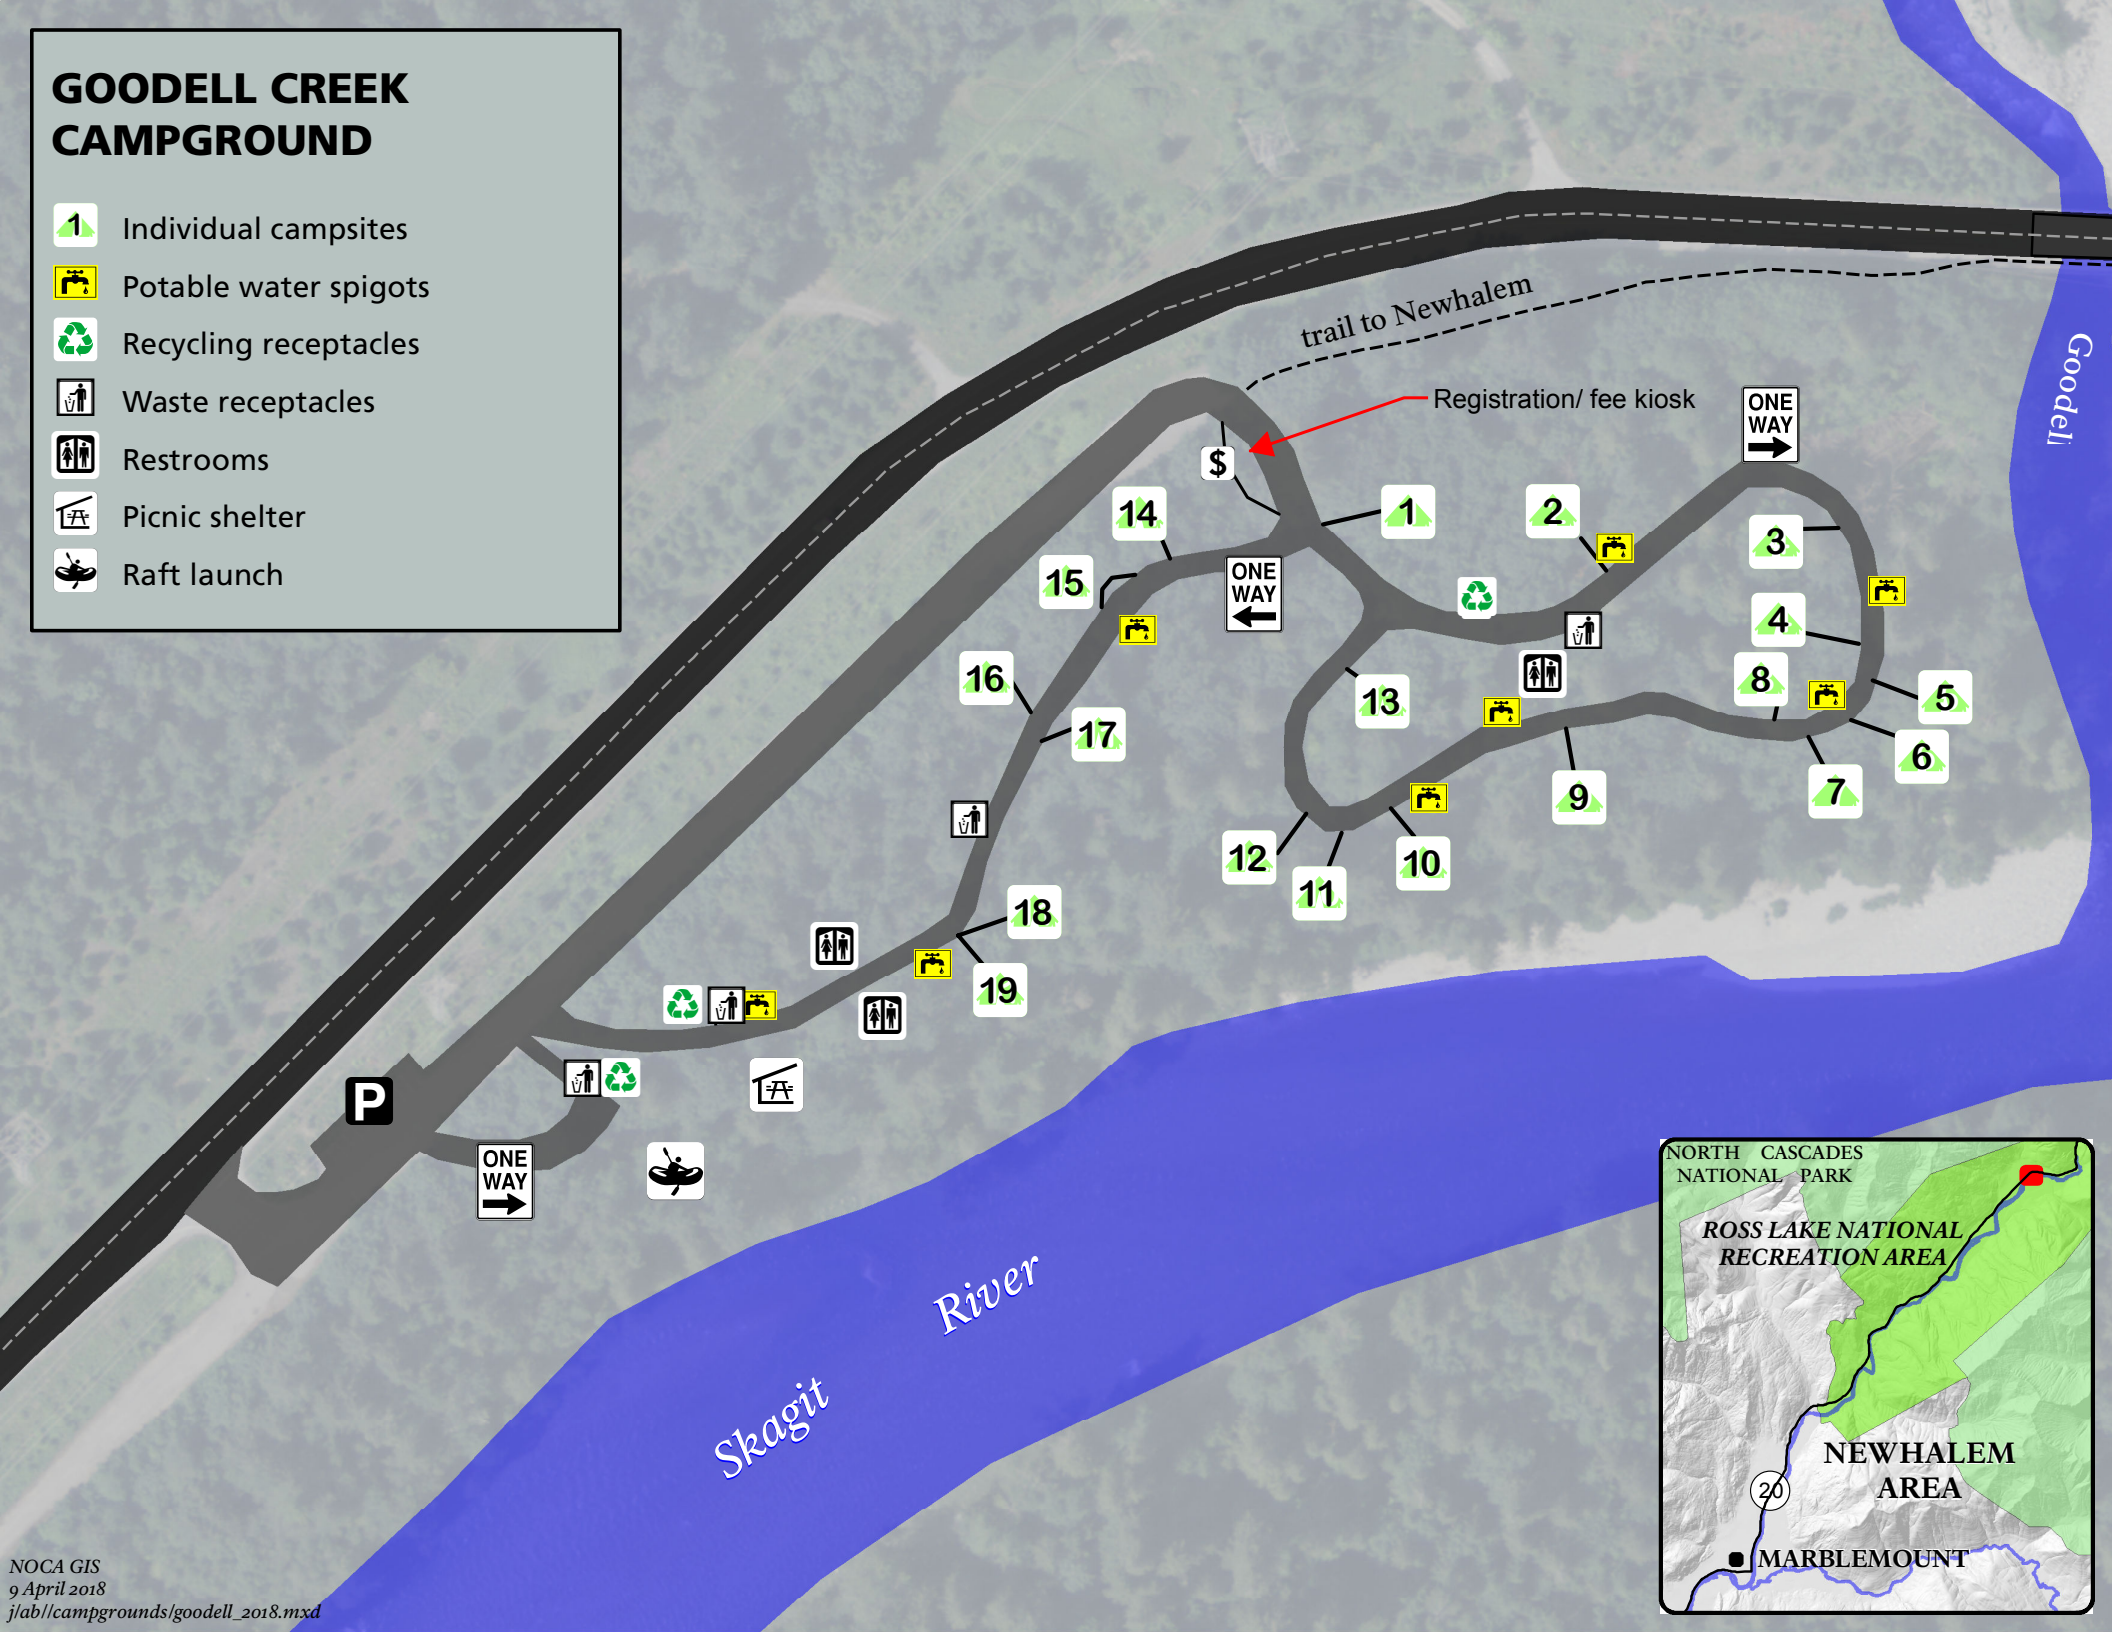 GOODELL CREEK
CAMPGROUND
1
Individual campsites
Potable water spigots
Recycling receptacles
Waste receptacles
Restrooms
Picnic shelter
Raft launch
trail to Newhalem
Registration/ fee kiosk
$
ONE
WAY
Goodell
1
2
3
4
5
6
7
8
9
10
11
12
13
14
15
ONE
WAY
16
17
18
19
P
ONE
WAY
Skagit
River
NORTH CASCADES
NATIONAL PARK
ROSS LAKE NATIONAL
RECREATION AREA
NEWHALEM
AREA
20
MARBLEMOUNT
NOCA GIS
9 April 2018
j/ab//campgrounds/goodell_2018.mxd